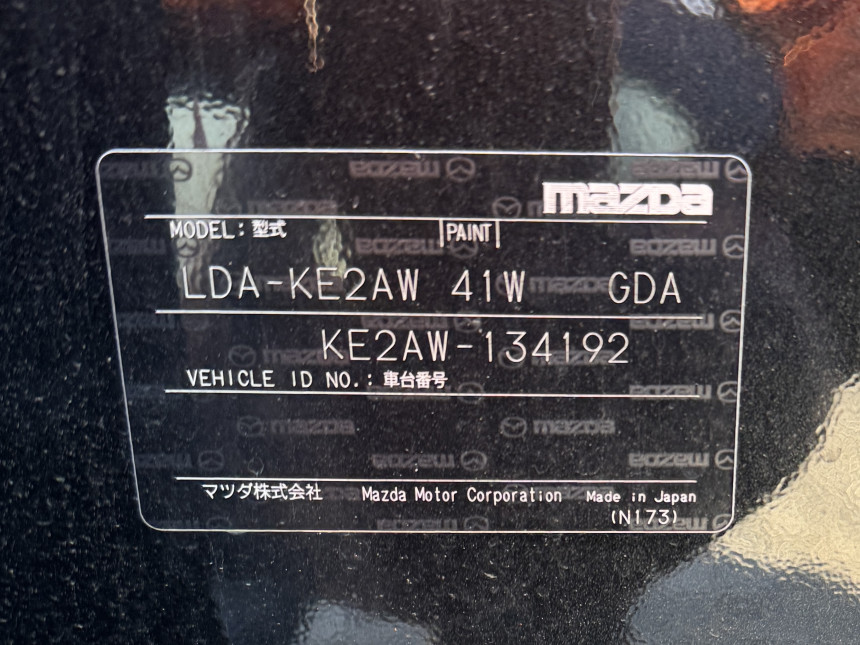 mazda
MODEL: 型式 PAINT
LDA-KE2AW 41W GDA
KE2AW-134192
VEHICLE ID NO.: 車台番号
マツダ株式会社 Mazda Motor Corporation Made in Japan
(N173)